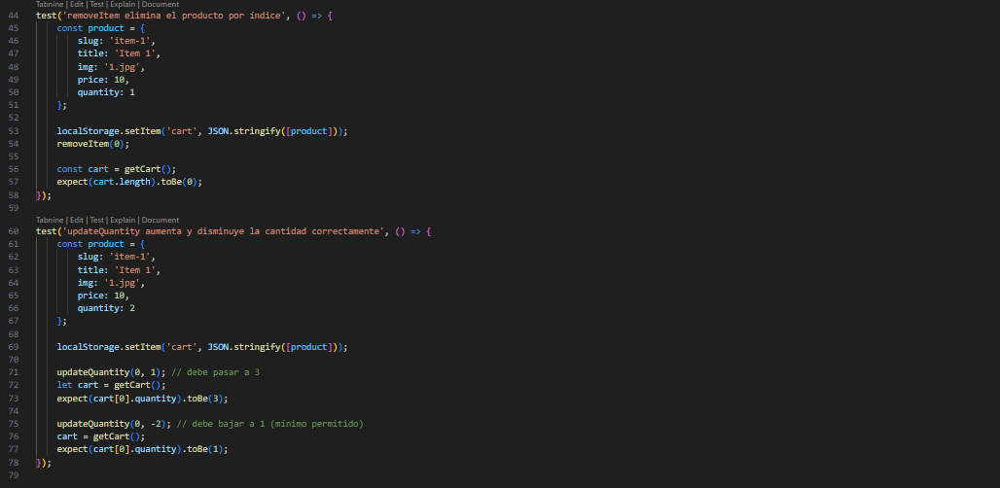 Tabnine | Edit | Test | Explain | Document
44 test('removeItem elimina el producto por índice', () => {
45 const product = {
46 slug: 'item-1',
47 title: 'Item 1',
48 img: '1.jpg',
49 price: 10,
50 quantity: 1
51 };
52
53 localStorage.setItem('cart', JSON.stringify([product]));
54 removeItem(0);
55
56 const cart = getCart();
57 expect(cart.length).toBe(0);
58 });
59
Tabnine | Edit | Test | Explain | Document
60 test('updateQuantity aumenta y disminuye la cantidad correctamente', () => {
61 const product = {
62 slug: 'item-1',
63 title: 'Item 1',
64 img: '1.jpg',
65 price: 10,
66 quantity: 2
67 };
68
69 localStorage.setItem('cart', JSON.stringify([product]));
70
71 updateQuantity(0, 1); // debe pasar a 3
72 let cart = getCart();
73 expect(cart[0].quantity).toBe(3);
74
75 updateQuantity(0, -2); // debe bajar a 1 (mínimo permitido)
76 cart = getCart();
77 expect(cart[0].quantity).toBe(1);
78 });
79